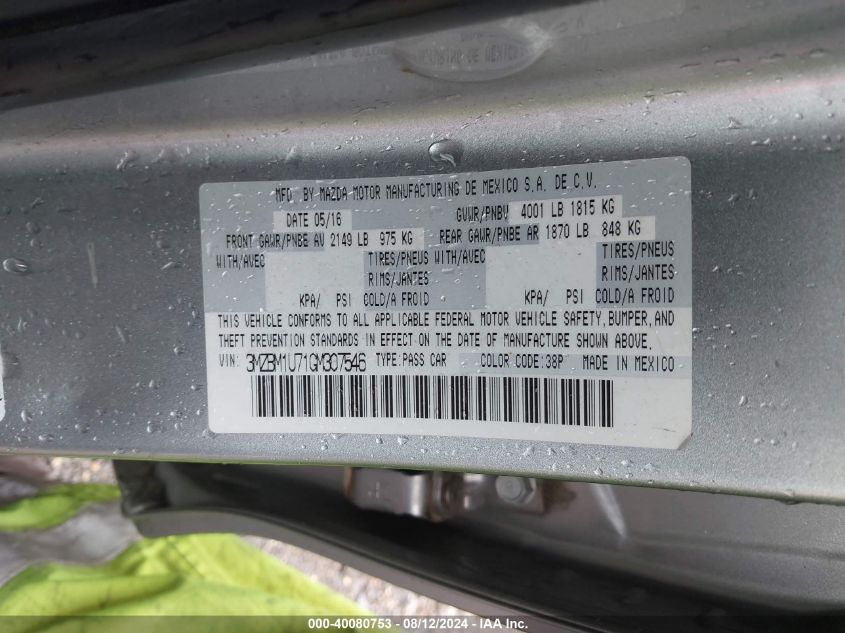 DE MEXICO
MFD. BY MAZDA MOTOR MANUFACTURING DE MEXICO S.A. DE C.V.
DATE 05/16 GVWR/PNBV 4001 LB 1815 KG
FRONT GAWR/PNBE AV 2149 LB 975 KG REAR GAWR/PNBE AR 1870 LB 848 KG
WITH/AVEC TIRES/PNEUS WITH/AVEC TIRES/PNEUS
RIMS/JANTES RIMS/JANTES
KPA/ PSI COLD/A FROID KPA/ PSI COLD/A FROID
THIS VEHICLE CONFORMS TO ALL APPLICABLE FEDERAL MOTOR VEHICLE SAFETY, BUMPER, AND
THEFT PREVENTION STANDARDS IN EFFECT ON THE DATE OF MANUFACTURE SHOWN ABOVE.
VIN: 3MZBM1U71GM307546 TYPE:PASS CAR COLOR CODE:38P MADE IN MEXICO
000-40080753 - 08/12/2024 - IAA Inc.